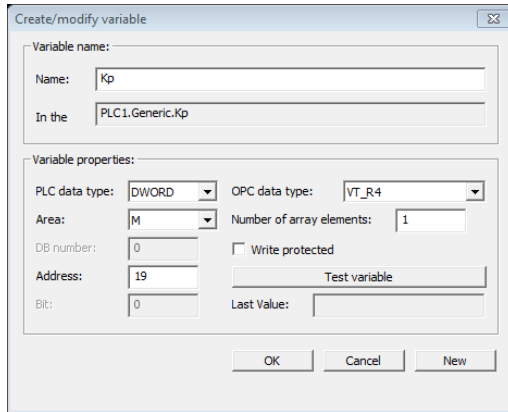 Create/modify variable
Variable name:
Name: Kp
In the PLC1.Generic.Kp
Variable properties:
PLC data type: DWORD OPC data type: VT_R4
Area: M Number of array elements: 1
DB number: 0 Write protected
Address: 19 Test variable
Bit: 0 Last Value:
OK Cancel New